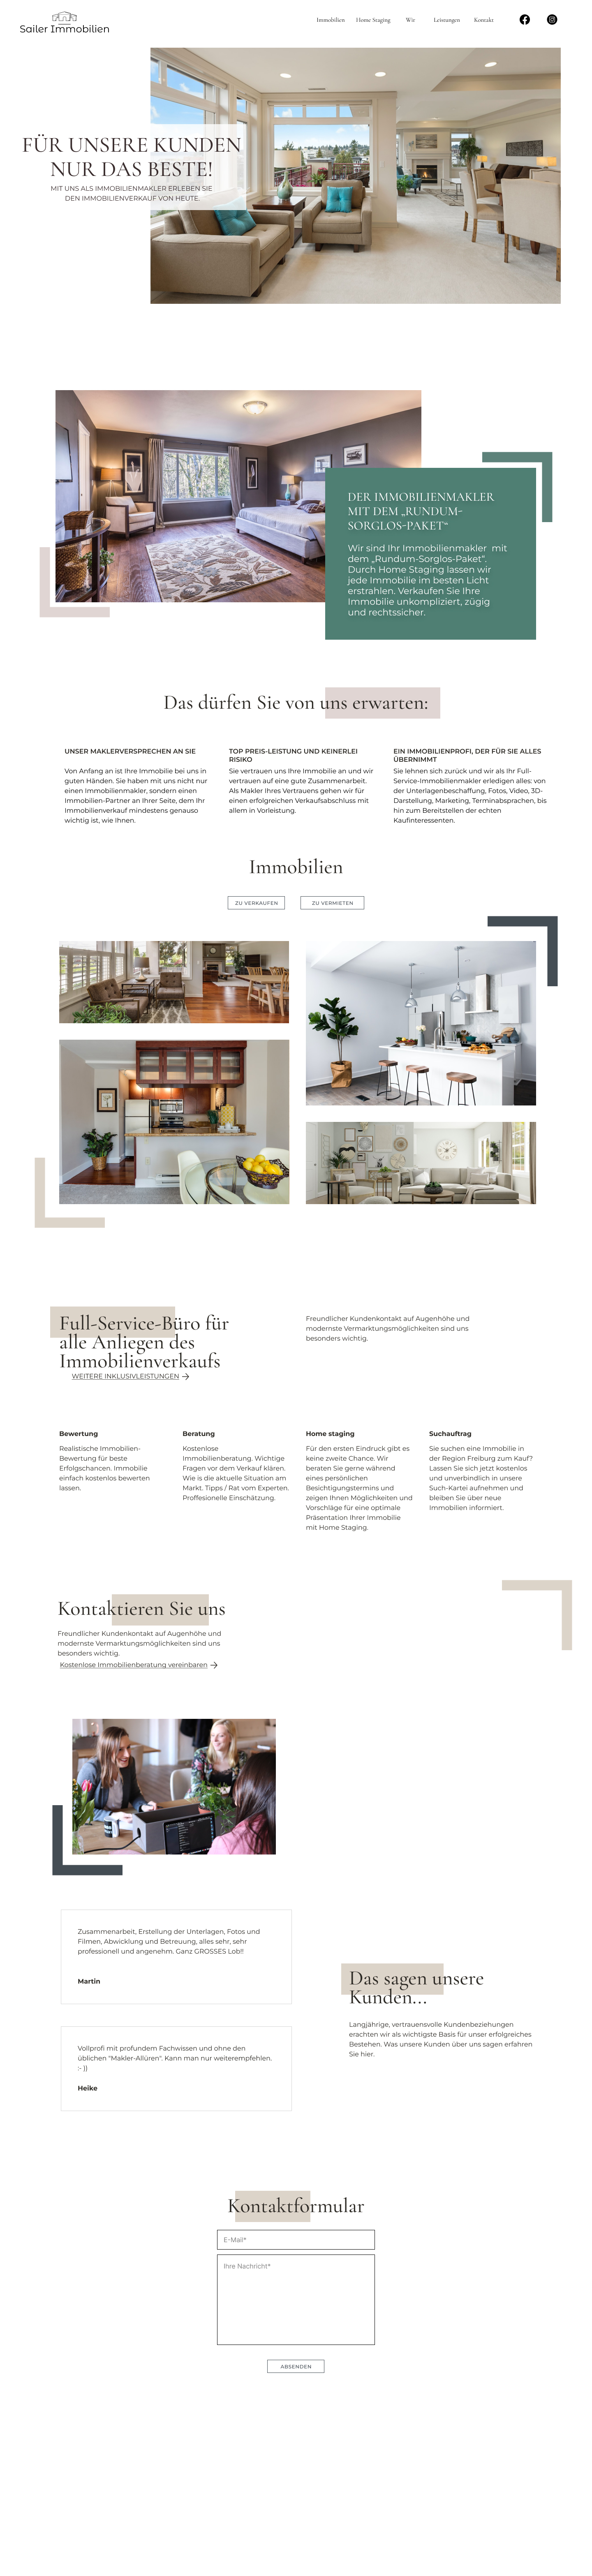 Sailer Immobilien
Immobilien
Home Staging
Wir
Leistungen
Kontakt
FÜR UNSERE KUNDEN
NUR DAS BESTE!
MIT UNS ALS IMMOBILIENMAKLER ERLEBEN SIE
DEN IMMOBILIENVERKAUF VON HEUTE.
DER IMMOBILIENMAKLER
MIT DEM „RUNDUM-
SORGLOS-PAKET“
Wir sind Ihr Immobilienmakler mit
dem „Rundum-Sorglos-Paket“.
Durch Home Staging lassen wir
jede Immobilie im besten Licht
erstrahlen. Verkaufen Sie Ihre
Immobilie unkompliziert, zügig
und rechtssicher.
Das dürfen Sie von uns erwarten:
UNSER MAKLERVERSPRECHEN AN SIE
Von Anfang an ist Ihre Immobilie bei uns in
guten Händen. Sie haben mit uns nicht nur
einen Immobilienmakler, sondern einen
Immobilien-Partner an Ihrer Seite, dem Ihr
Immobilienverkauf mindestens genauso
wichtig ist, wie Ihnen.
TOP PREIS-LEISTUNG UND KEINERLEI
RISIKO
Sie vertrauen uns Ihre Immobilie an und wir
vertrauen auf eine gute Zusammenarbeit.
Als Makler Ihres Vertrauens gehen wir für
einen erfolgreichen Verkaufsabschluss mit
allem in Vorleistung.
EIN IMMOBILIENPROFI, DER FÜR SIE ALLES
ÜBERNIMMT
Sie lehnen sich zurück und wir als Ihr Full-
Service-Immobilienmakler erledigen alles: von
der Unterlagenbeschaffung, Fotos, Video, 3D-
Darstellung, Marketing, Terminabsprachen, bis
hin zum Bereitstellen der echten
Kaufinteressenten.
Immobilien
ZU VERKAUFEN
ZU VERMIETEN
Full-Service-Büro für
alle Anliegen des
Immobilienverkaufs
WEITERE INKLUSIVLEISTUNGEN
Freundlicher Kundenkontakt auf Augenhöhe und
modernste Vermarktungsmöglichkeiten sind uns
besonders wichtig.
Bewertung
Realistische Immobilien-
Bewertung für beste
Erfolgschancen. Immobilie
einfach kostenlos bewerten
lassen.
Beratung
Kostenlose
Immobilienberatung. Wichtige
Fragen vor dem Verkauf klären.
Wie is die aktuelle Situation am
Markt. Tipps / Rat vom Experten.
Proffesionelle Einschätzung.
Home staging
Für den ersten Eindruck gibt es
keine zweite Chance. Wir
beraten Sie gerne während
eines persönlichen
Besichtigungstermins und
zeigen Ihnen Möglichkeiten und
Vorschläge für eine optimale
Präsentation Ihrer Immobilie
mit Home Staging.
Suchauftrag
Sie suchen eine Immobilie in
der Region Freiburg zum Kauf?
Lassen Sie sich jetzt kostenlos
und unverbindlich in unsere
Such-Kartei aufnehmen und
bleiben Sie über neue
Immobilien informiert.
Kontaktieren Sie uns
Freundlicher Kundenkontakt auf Augenhöhe und
modernste Vermarktungsmöglichkeiten sind uns
besonders wichtig.
Kostenlose Immobilienberatung vereinbaren
Zusammenarbeit, Erstellung der Unterlagen, Fotos und
Filmen, Abwicklung und Betreuung, alles sehr, sehr
professionell und angenehm. Ganz GROSSES Lob!!
Martin
Vollprofi mit profundem Fachwissen und ohne den
üblichen "Makler-Allüren". Kann man nur weiterempfehlen.
:- ))
Heike
Das sagen unsere
Kunden...
Langjährige, vertrauensvolle Kundenbeziehungen
erachten wir als wichtigste Basis für unser erfolgreiches
Bestehen. Was unsere Kunden über uns sagen erfahren
Sie hier.
Kontaktformular
E-Mail*
Ihre Nachricht*
ABSENDEN